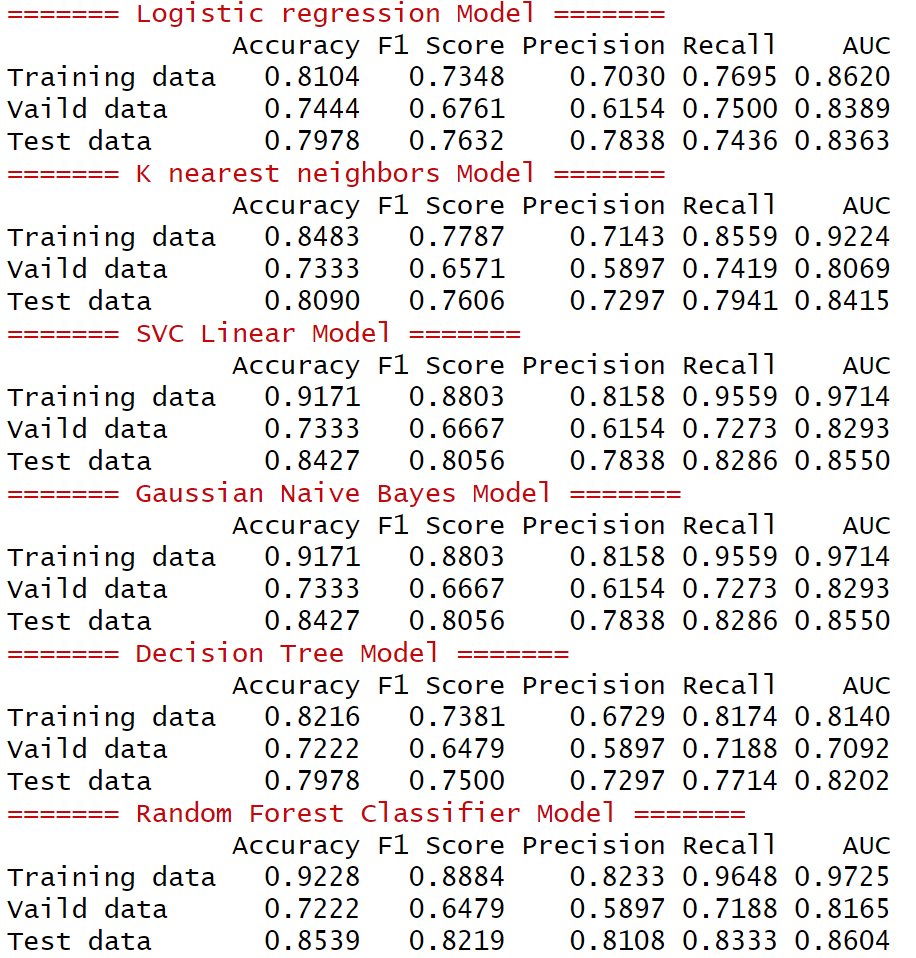 ======= Logistic regression Model =======
Accuracy F1 Score Precision Recall AUC
Training data 0.8104 0.7348 0.7030 0.7695 0.8620
Vaild data 0.7444 0.6761 0.6154 0.7500 0.8389
Test data 0.7978 0.7632 0.7838 0.7436 0.8363
======= K nearest neighbors Model =======
Accuracy F1 Score Precision Recall AUC
Training data 0.8483 0.7787 0.7143 0.8559 0.9224
Vaild data 0.7333 0.6571 0.5897 0.7419 0.8069
Test data 0.8090 0.7606 0.7297 0.7941 0.8415
======= SVC Linear Model =======
Accuracy F1 Score Precision Recall AUC
Training data 0.9171 0.8803 0.8158 0.9559 0.9714
Vaild data 0.7333 0.6667 0.6154 0.7273 0.8293
Test data 0.8427 0.8056 0.7838 0.8286 0.8550
======= Gaussian Naive Bayes Model =======
Accuracy F1 Score Precision Recall AUC
Training data 0.9171 0.8803 0.8158 0.9559 0.9714
Vaild data 0.7333 0.6667 0.6154 0.7273 0.8293
Test data 0.8427 0.8056 0.7838 0.8286 0.8550
======= Decision Tree Model =======
Accuracy F1 Score Precision Recall AUC
Training data 0.8216 0.7381 0.6729 0.8174 0.8140
Vaild data 0.7222 0.6479 0.5897 0.7188 0.7092
Test data 0.7978 0.7500 0.7297 0.7714 0.8202
======= Random Forest Classifier Model =======
Accuracy F1 Score Precision Recall AUC
Training data 0.9228 0.8884 0.8233 0.9648 0.9725
Vaild data 0.7222 0.6479 0.5897 0.7188 0.8165
Test data 0.8539 0.8219 0.8108 0.8333 0.8604